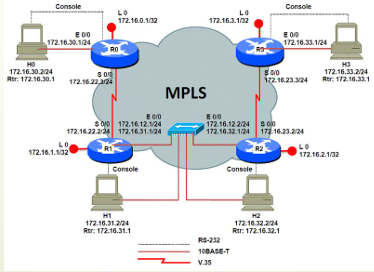 Console
L 0
172.16.0.1/32
L 0
172.16.3.1/32
Console
E 0/0
172.16.30.1/24
R0
R3
E 0/0
172.16.33.1/24
H0
172.16.30.2/24
Rtr: 172.16.30.1
H3
172.16.33.2/24
Rtr: 172.16.33.1
S 0/0
172.16.22.3/24
S 0/0
172.16.23.3/24
MPLS
S 0/0
172.16.22.2/24
E 0/0
172.16.12.1/24
172.16.31.1/24
E 0/0
172.16.12.2/24
172.16.32.1/24
S 0/0
172.16.23.2/24
L 0
172.16.1.1/32
R1
R2
L 0
172.16.2.1/32
Console
Console
H1
172.16.31.2/24
Rtr: 172.16.31.1
H2
172.16.32.2/24
Rtr: 172.16.32.1
RS-232
10BASE-T
V.35